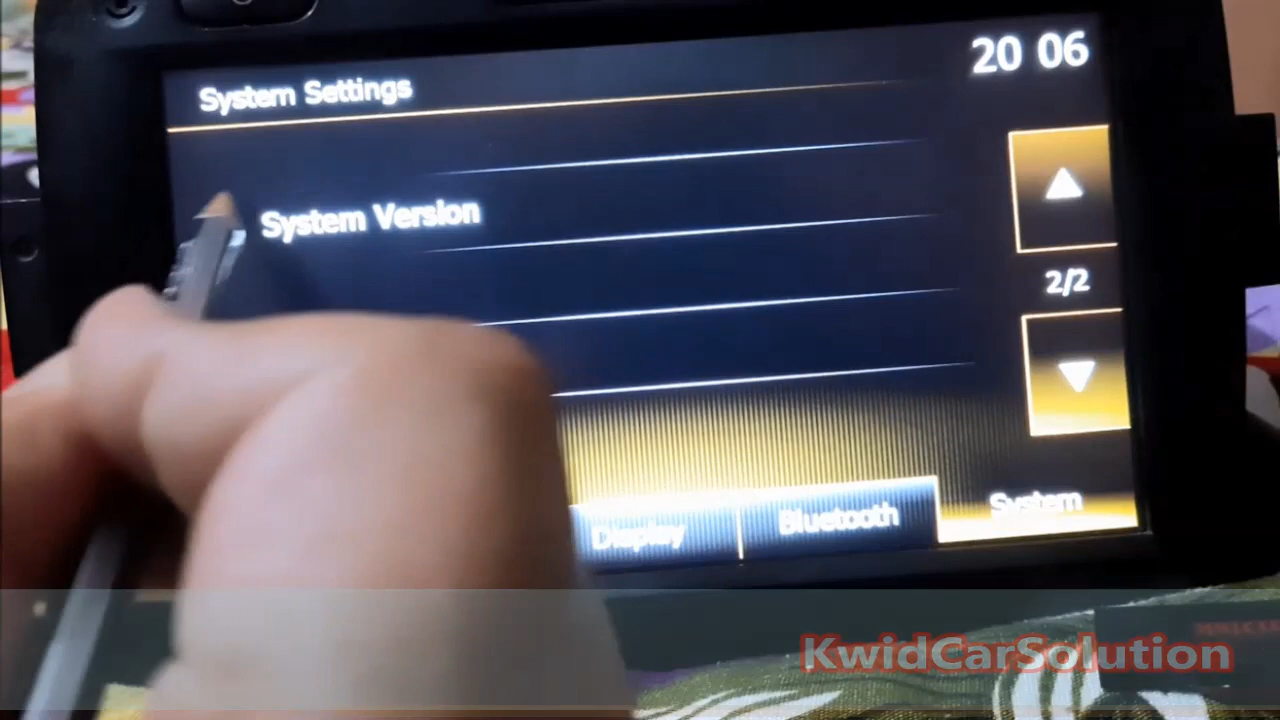 System Settings
20 06
System Version
2/2
Display
Bluetooth
System
KwidCarSolution